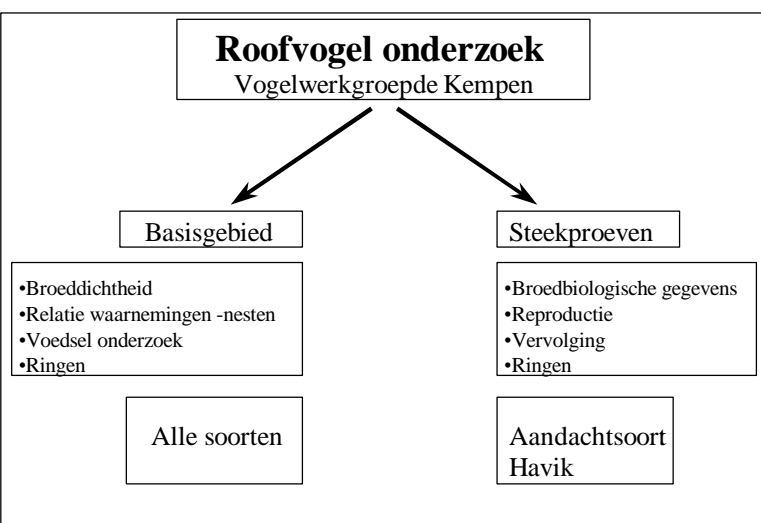 Roofvogel onderzoek
Vogelwerkgroepde Kempen
Basisgebied
•Broeddichtheid
•Relatie waarnemingen -nesten
•Voedsel onderzoek
•Ringen
Alle soorten
Steekproeven
•Broedbiologische gegevens
•Reproductie
•Vervolging
•Ringen
Aandachtsoort
Havik